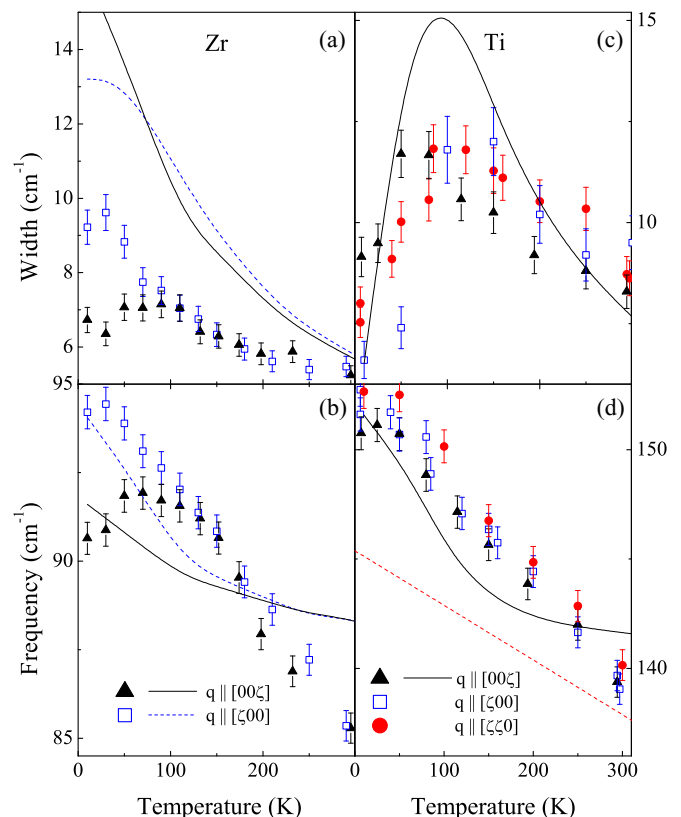 Zr
(a)
Ti
(c)
14
12
10
8
6
95
15
10
Width (cm⁻¹)
(b)
(d)
90
85
150
140
Frequency (cm⁻¹)
q || [00ζ]
q || [ζ00]
q || [00ζ]
q || [ζ00]
q || [ζζ0]
0 100 200
0 100 200 300
Temperature (K)
Temperature (K)